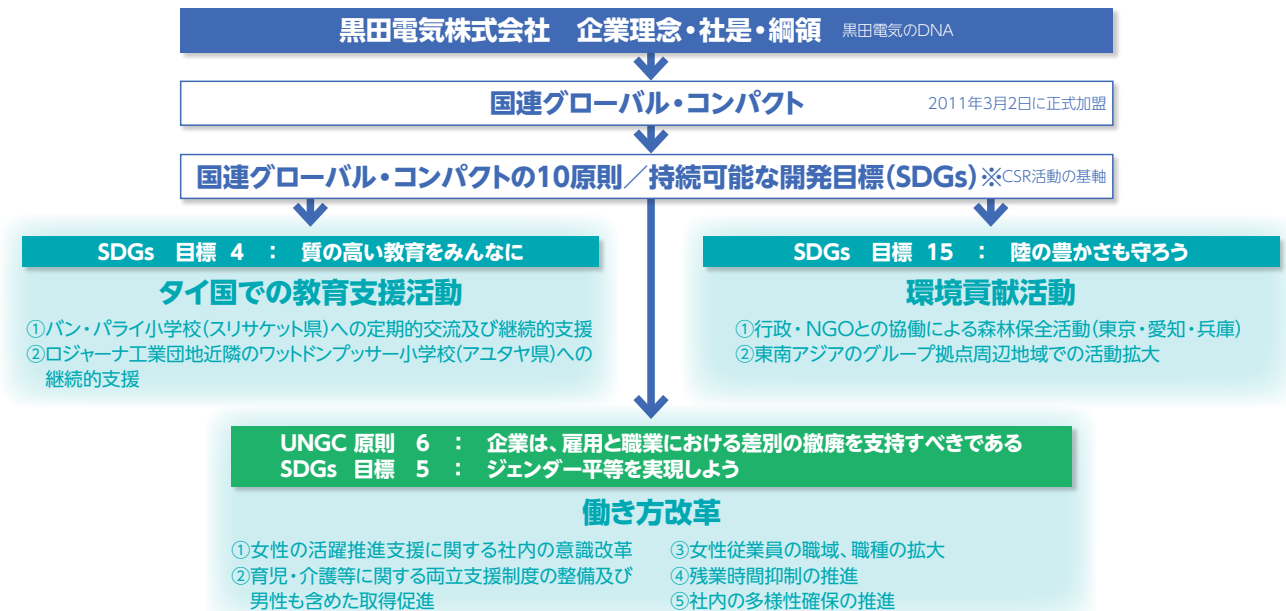 黒田電気株式会社　企業理念・社是・綱領　黒田電気のDNA
国連グローバル・コンパクト　2011年3月2日に正式加盟
国連グローバル・コンパクトの10原則／持続可能な開発目標(SDGs)※CSR活動の基軸
SDGs　目標　4　：　質の高い教育をみんなに
タイ国での教育支援活動
①バン・パライ小学校(スリサケット県)への定期的交流及び継続的支援
②ロジャーナ工業団地近隣のワットドンプッサー小学校(アユタヤ県)への
継続的支援
SDGs　目標　15　：　陸の豊かさも守ろう
環境貢献活動
①行政・NGOとの協働による森林保全活動(東京・愛知・兵庫)
②東南アジアのグループ拠点周辺地域での活動拡大
UNGC 原則　6　：　企業は、雇用と職業における差別の撤廃を支持すべきである
SDGs　目標　5　：　ジェンダー平等を実現しよう
働き方改革
①女性の活躍推進支援に関する社内の意識改革
②育児・介護等に関する両立支援制度の整備及び
男性も含めた取得促進
③女性従業員の職域、職種の拡大
④残業時間抑制の推進
⑤社内の多様性確保の推進